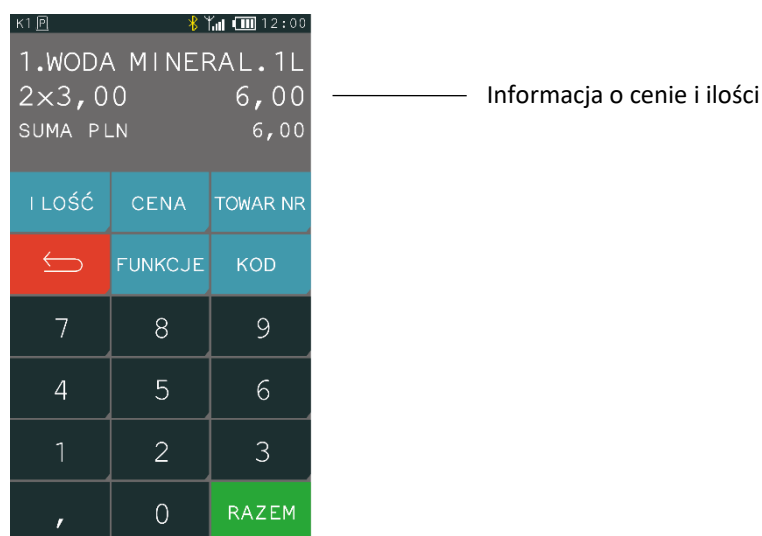 K1 P 12:00
1.WODA MINERAL.1L
2×3,00 6,00
SUMA PLN 6,00
Informacja o cenie i ilości
ILOŚĆ CENA TOWAR NR
FUNKCJE KOD
7 8 9
4 5 6
1 2 3
, 0 RAZEM